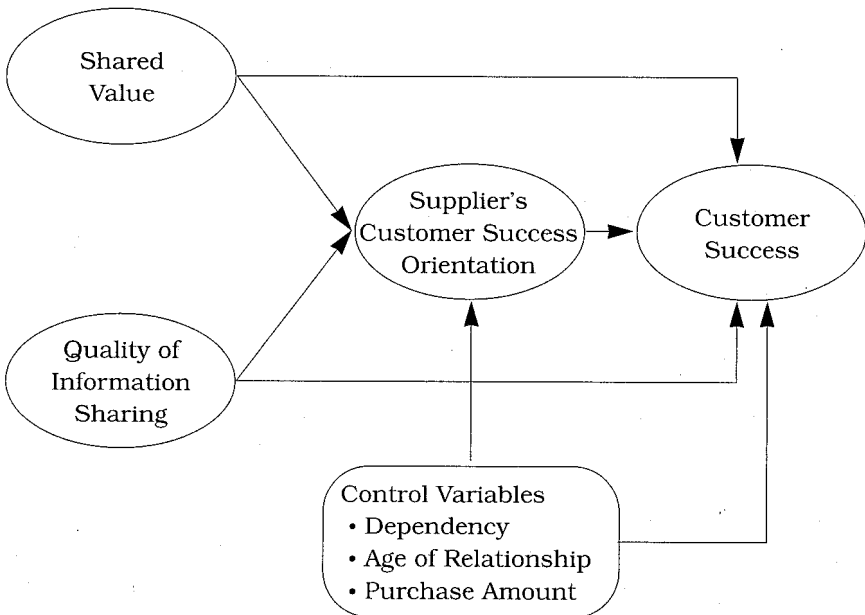 Shared
Value
Supplier's
Customer Success
Orientation
Customer
Success
Quality of
Information
Sharing
Control Variables
• Dependency
• Age of Relationship
• Purchase Amount